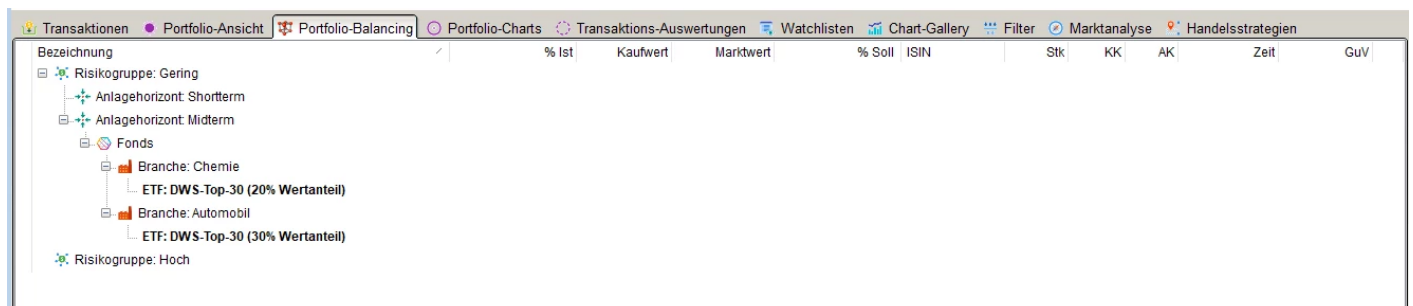 Transaktionen Portfolio-Ansicht Portfolio-Balancing Portfolio-Charts Transaktions-Auswertungen Watchlisten Chart-Gallery Filter Marktanalyse Handelsstrategien
Bezeichnung % Ist Kaufwert Marktwert % Soll ISIN Stk KK AK Zeit GuV
Risikogruppe: Gering
Anlagehorizont: Shortterm
Anlagehorizont: Midterm
Fonds
Branche: Chemie
ETF: DWS-Top-30 (20% Wertanteil)
Branche: Automobil
ETF: DWS-Top-30 (30% Wertanteil)
Risikogruppe: Hoch